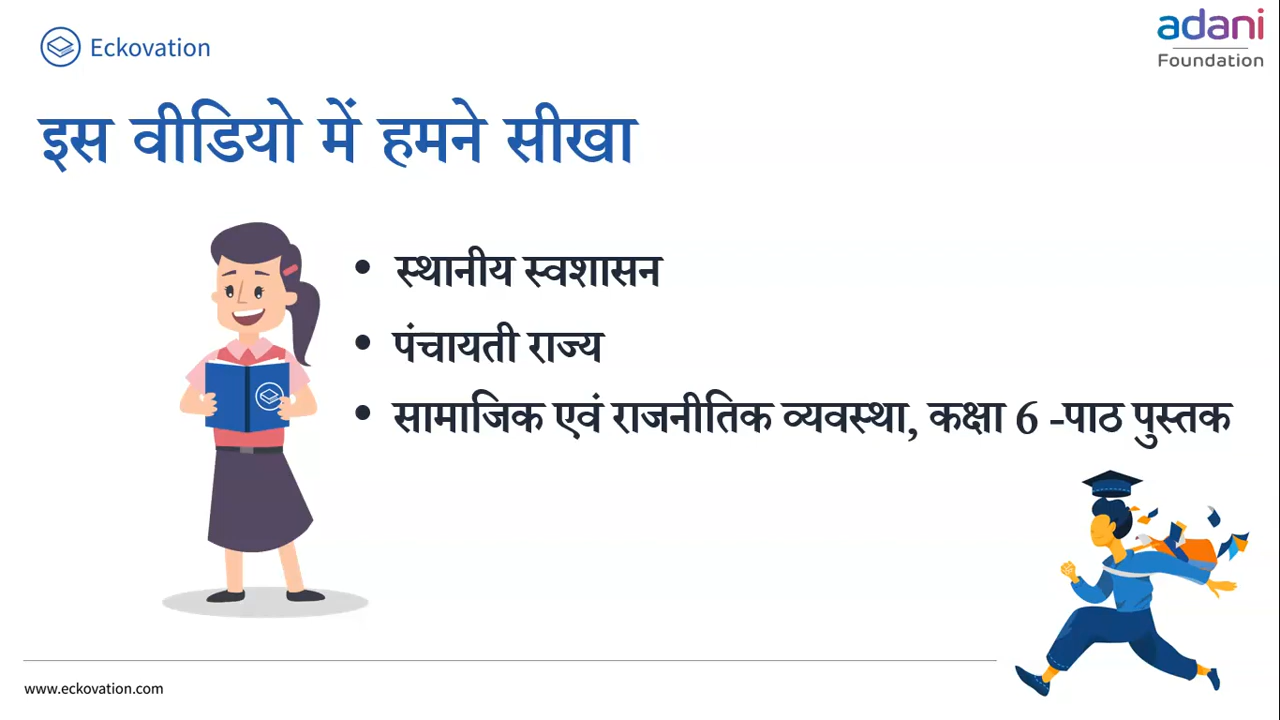 Eckovation
adani
Foundation
इस वीडियो में हमने सीखा
• स्थानीय स्वशासन
• पंचायती राज्य
• सामाजिक एवं राजनीतिक व्यवस्था, कक्षा 6 -पाठ पुस्तक
www.eckovation.com